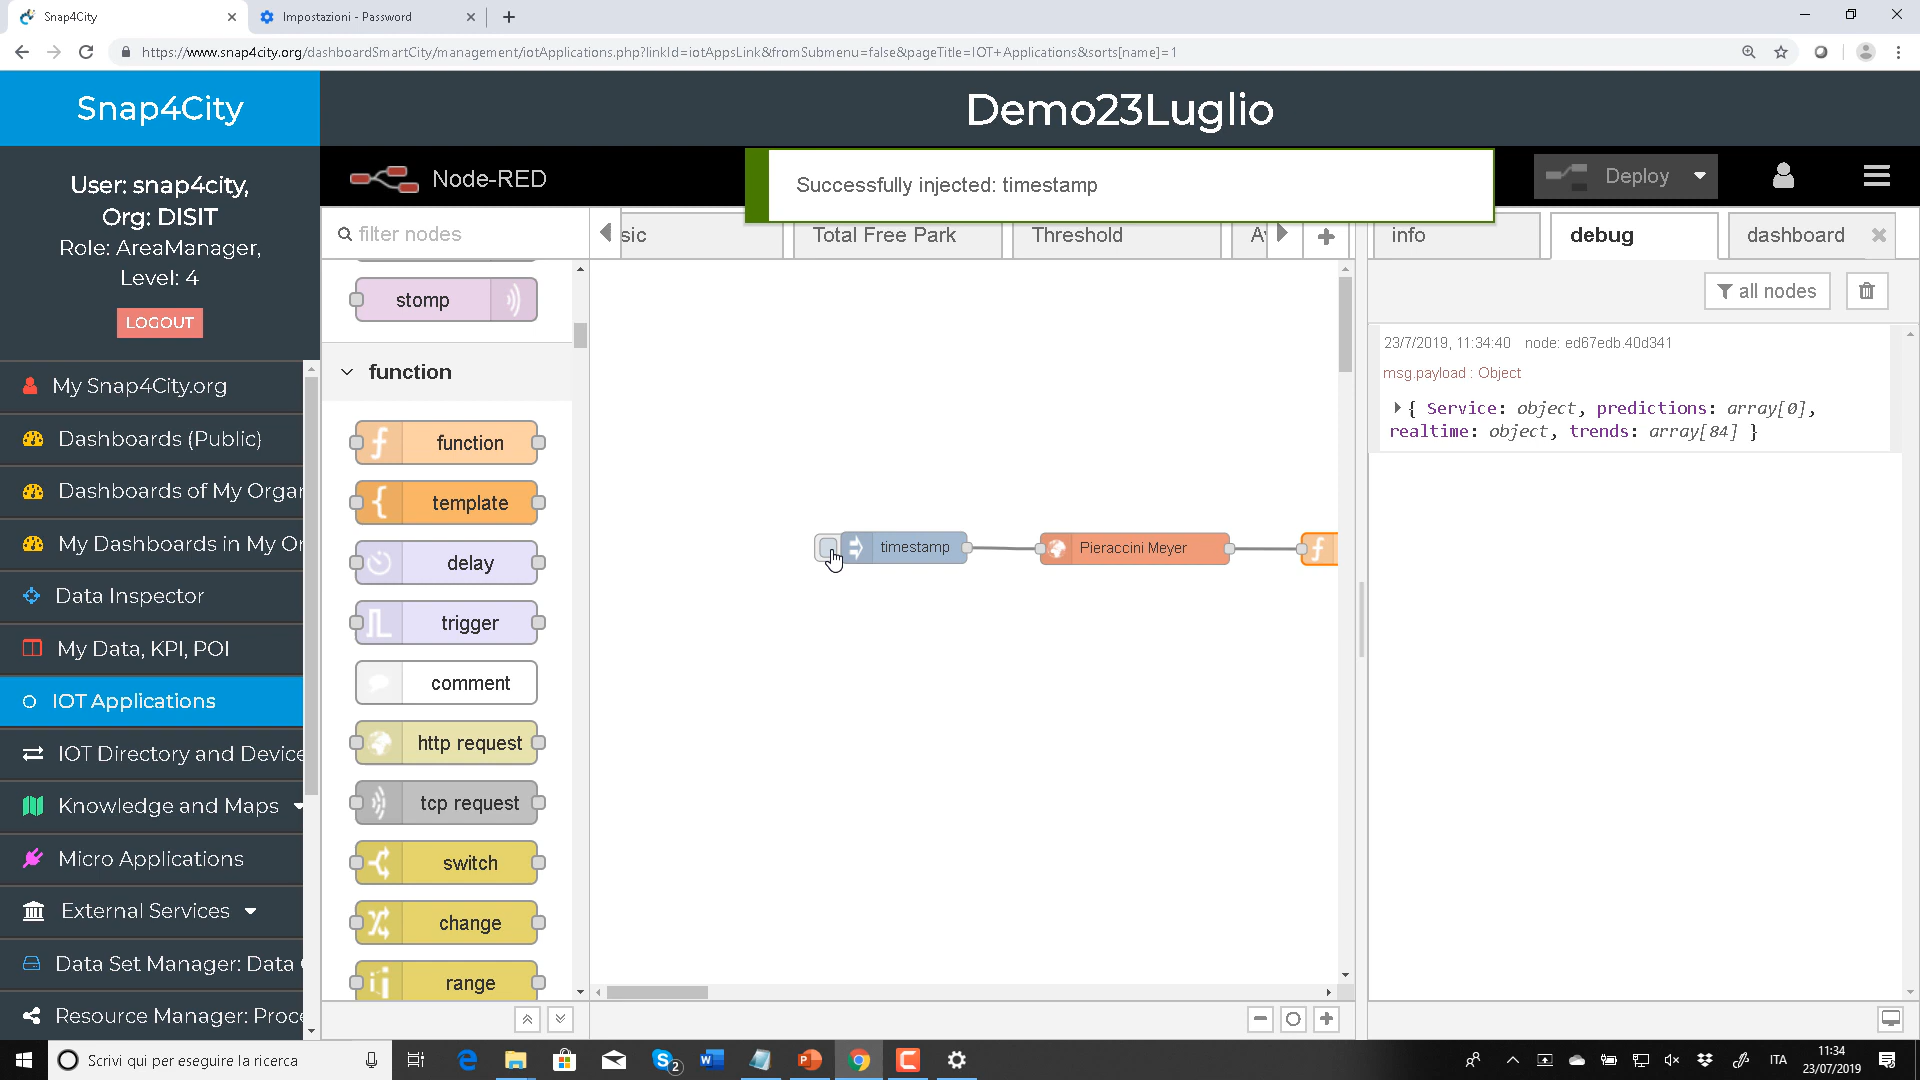 Snap4City
Impostazioni - Password
https://www.snap4city.org/dashboardSmartCity/management/iotApplications.php?linkId=iotAppsLink&fromSubmenu=false&pageTitle=IOT+Applications&sorts[name]=1
Snap4City
Demo23Luglio
User: snap4city,
Org: DISIT
Role: AreaManager,
Level: 4
LOGOUT
My Snap4City.org
Dashboards (Public)
Dashboards of My Organ
My Dashboards in My Or
Data Inspector
My Data, KPI, POI
IOT Applications
IOT Directory and Device
Knowledge and Maps
Micro Applications
External Services
Data Set Manager: Data
Resource Manager: Proce
Node-RED
Successfully injected: timestamp
Deploy
filter nodes
sic
Total Free Park
Threshold
info
debug
dashboard
stomp
function
function
template
delay
trigger
comment
http request
tcp request
switch
change
range
timestamp
Pieraccini Meyer
all nodes
23/7/2019, 11:34:40 node: ed67edb.40d341
msg.payload : Object
{ Service: object, predictions: array[0],
realtime: object, trends: array[84] }
Scrivi qui per eseguire la ricerca
2
ITA
11:34
23/07/2019